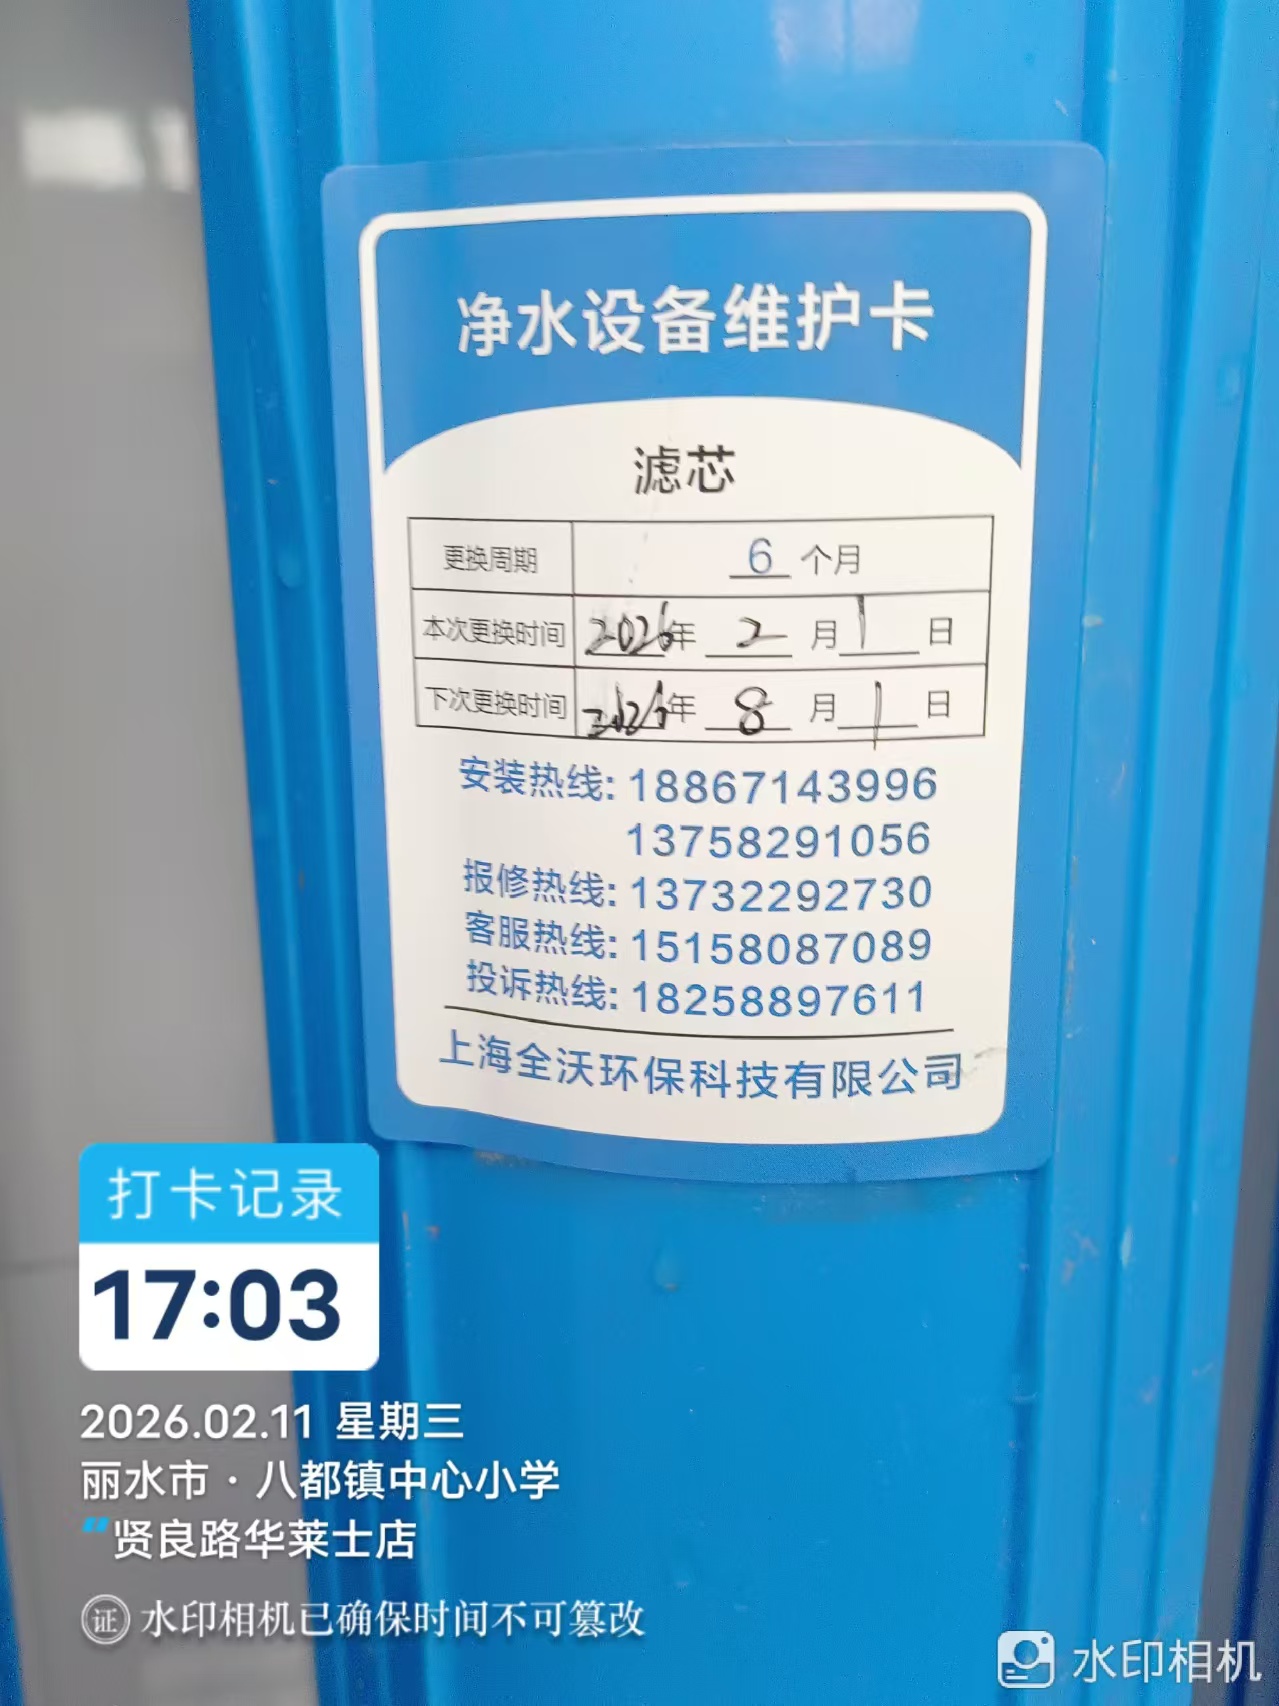 净水设备维护卡
滤芯
更换周期 6 个月
本次更换时间 2026年 2 月 1 日
下次更换时间 2026年 8 月 1 日
安装热线: 18867143996
13758291056
报修热线: 13732292730
客服热线: 15158087089
投诉热线: 18258897611
上海全沃环保科技有限公司
打卡记录
17:03
2026.02.11 星期三
丽水市·八都镇中心小学
“贤良路华莱士店
证 水印相机已确保时间不可篡改
水印相机